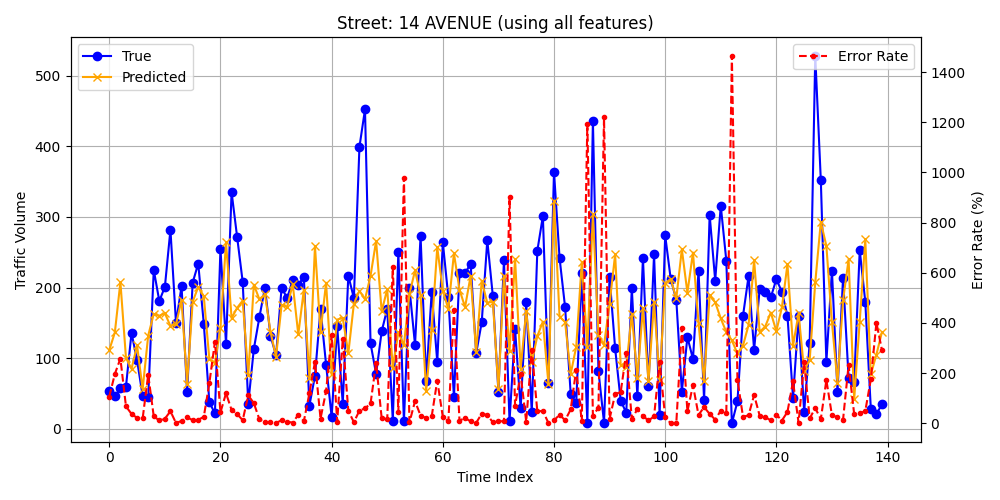 Street: 14 AVENUE (using all features)
True
Predicted
Error Rate
Traffic Volume
500
400
300
200
100
0
1400
1200
1000
800
600
400
200
0
Error Rate (%)
0 20 40 60 80 100 120 140
Time Index